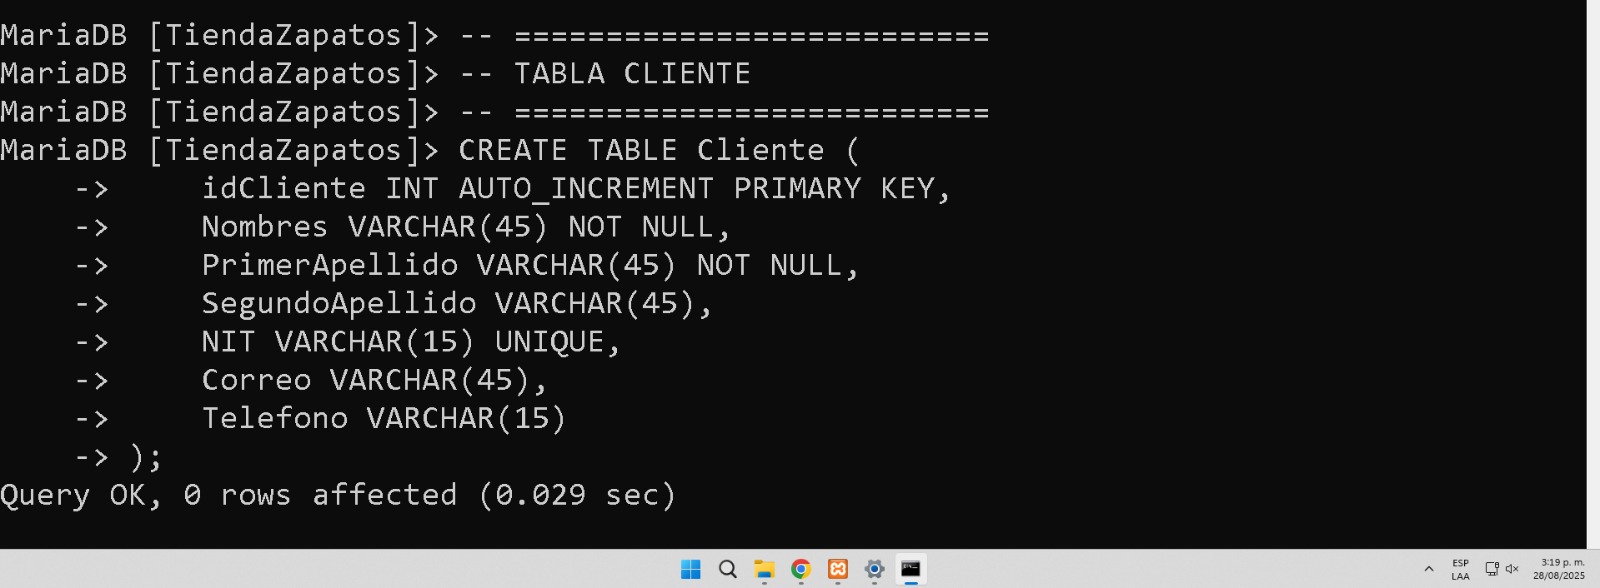 MariaDB [TiendaZapatos]> -- ==========================
MariaDB [TiendaZapatos]> -- TABLA CLIENTE
MariaDB [TiendaZapatos]> -- ==========================
MariaDB [TiendaZapatos]> CREATE TABLE Cliente (
    ->     idCliente INT AUTO_INCREMENT PRIMARY KEY,
    ->     Nombres VARCHAR(45) NOT NULL,
    ->     PrimerApellido VARCHAR(45) NOT NULL,
    ->     SegundoApellido VARCHAR(45),
    ->     NIT VARCHAR(15) UNIQUE,
    ->     Correo VARCHAR(45),
    ->     Telefono VARCHAR(15)
    -> );
Query OK, 0 rows affected (0.029 sec)
ESP
LAA
3:19 p. m.
28/08/2025